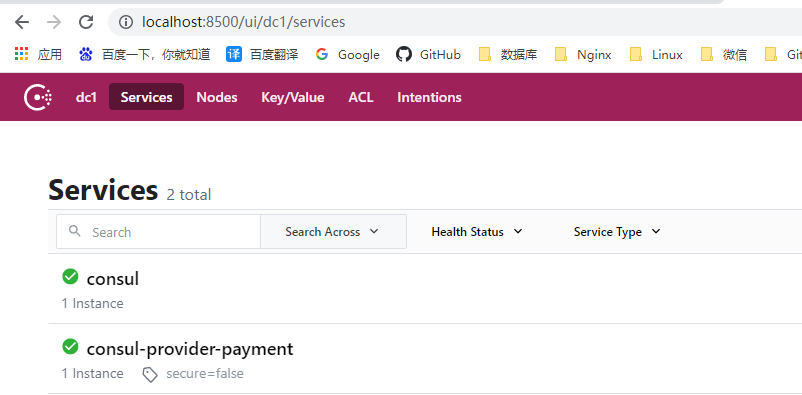 localhost:8500/ui/dc1/services
应用 百度一下，你就知道 百度翻译 Google GitHub 数据库 Nginx Linux 微信 Git
dc1 Services Nodes Key/Value ACL Intentions
Services 2 total
Search Search Across Health Status Service Type
consul
1 Instance
consul-provider-payment
1 Instance secure=false